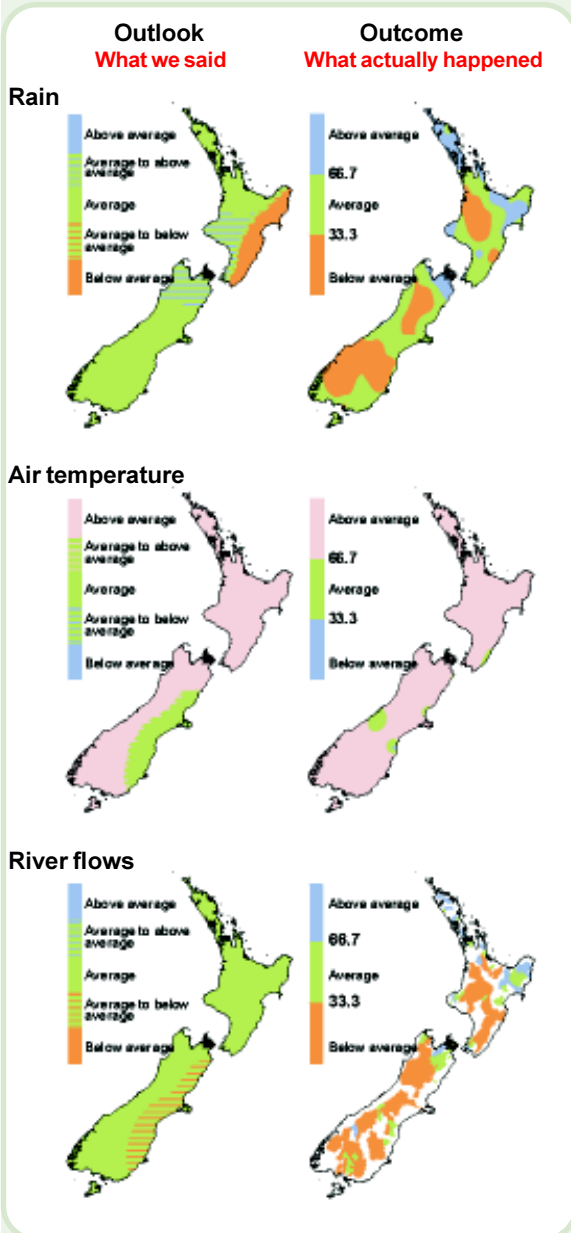 Outlook
Outcome
What we said
What actually happened
Rain
Above average
Average to above
average
Average
Average to below
average
Below average
Above average
66.7
Average
33.3
Below average
Air temperature
Above average
Average to above
average
Average
Average to below
average
Below average
Above average
66.7
Average
33.3
Below average
River flows
Above average
Average to above
average
Average
Average to below
average
Below average
Above average
66.7
Average
33.3
Below average